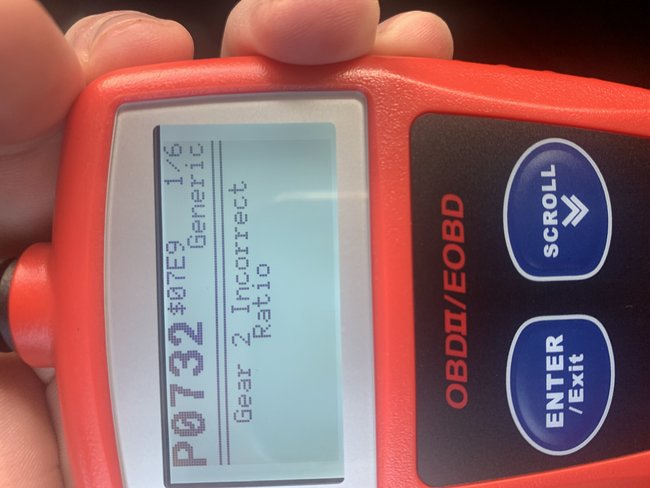 P0732 $07E9 1/6
Generic
Gear 2 Incorrect
Ratio
OBDII/EOBD
ENTER
/Exit
SCROLL